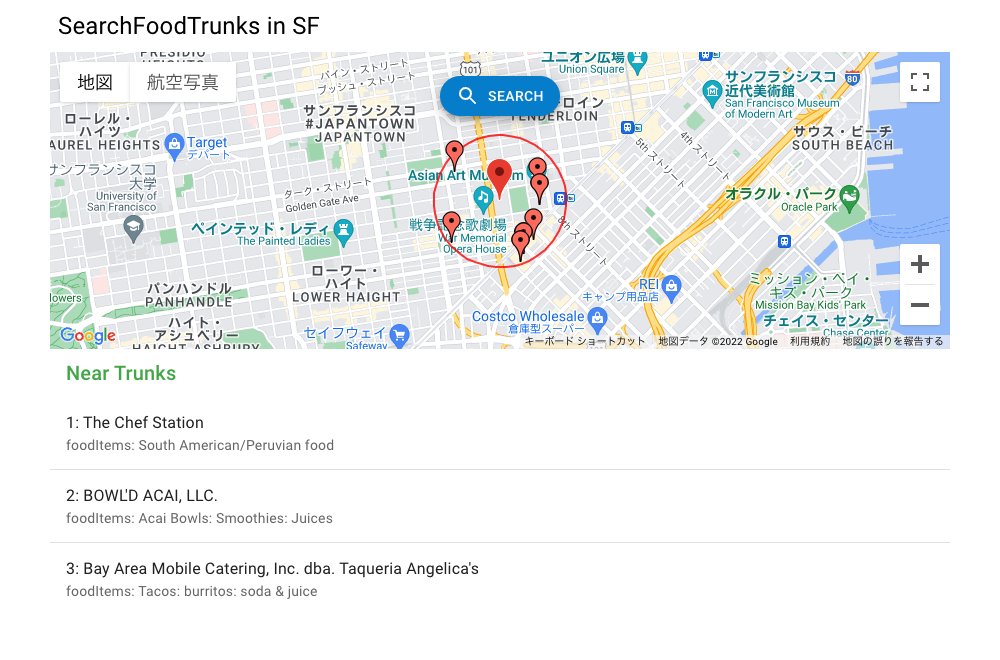 SearchFoodTrunks in SF
PRESIDIO
HEIGHTS
地図
航空写真
101
パイン・ストリート
ブッシュ・ストリート
SEARCH
ユニオン広場
Union Square
サンフランシスコ
近代美術館
San Francisco Museum
of Modern Art
80
ローレル・
ハイツ
AUREL HEIGHTS
Target
デパート
サンフランシスコ
#JAPANTOWN
JAPANTOWN
ロイン
TENDERLOIN
4th ストリート
5th ストリート
サウス・ビーチ
SOUTH BEACH
サンフランシスコ
大学
University of
San Francisco
ターク・ストリート
Golden Gate Ave
Asian Art Museum
オラクル・パーク
Oracle Park
ペインテッド・レディ
The Painted Ladies
戦争記念歌劇場
War Memorial
Opera House
8th ストリート
ローワー・
ハイト
LOWER HAIGHT
REI
キャンプ用品店
ミッション・ベイ・
キッズ・パーク
Mission Bay Kids' Park
lowers
パンハンドル
PANHANDLE
ハイト・
アシュベリー
HAIGHT-ASHBURY
セイフウェイ
Safeway
Costco Wholesale
倉庫型スーパー
チェイス・センター
Chase Center
Google
キーボード ショートカット
地図データ ©2022 Google
利用規約
地図の誤りを報告する
Near Trunks
1: The Chef Station
foodItems: South American/Peruvian food
2: BOWL'D ACAI, LLC.
foodItems: Acai Bowls: Smoothies: Juices
3: Bay Area Mobile Catering, Inc. dba. Taqueria Angelica's
foodItems: Tacos: burritos: soda & juice